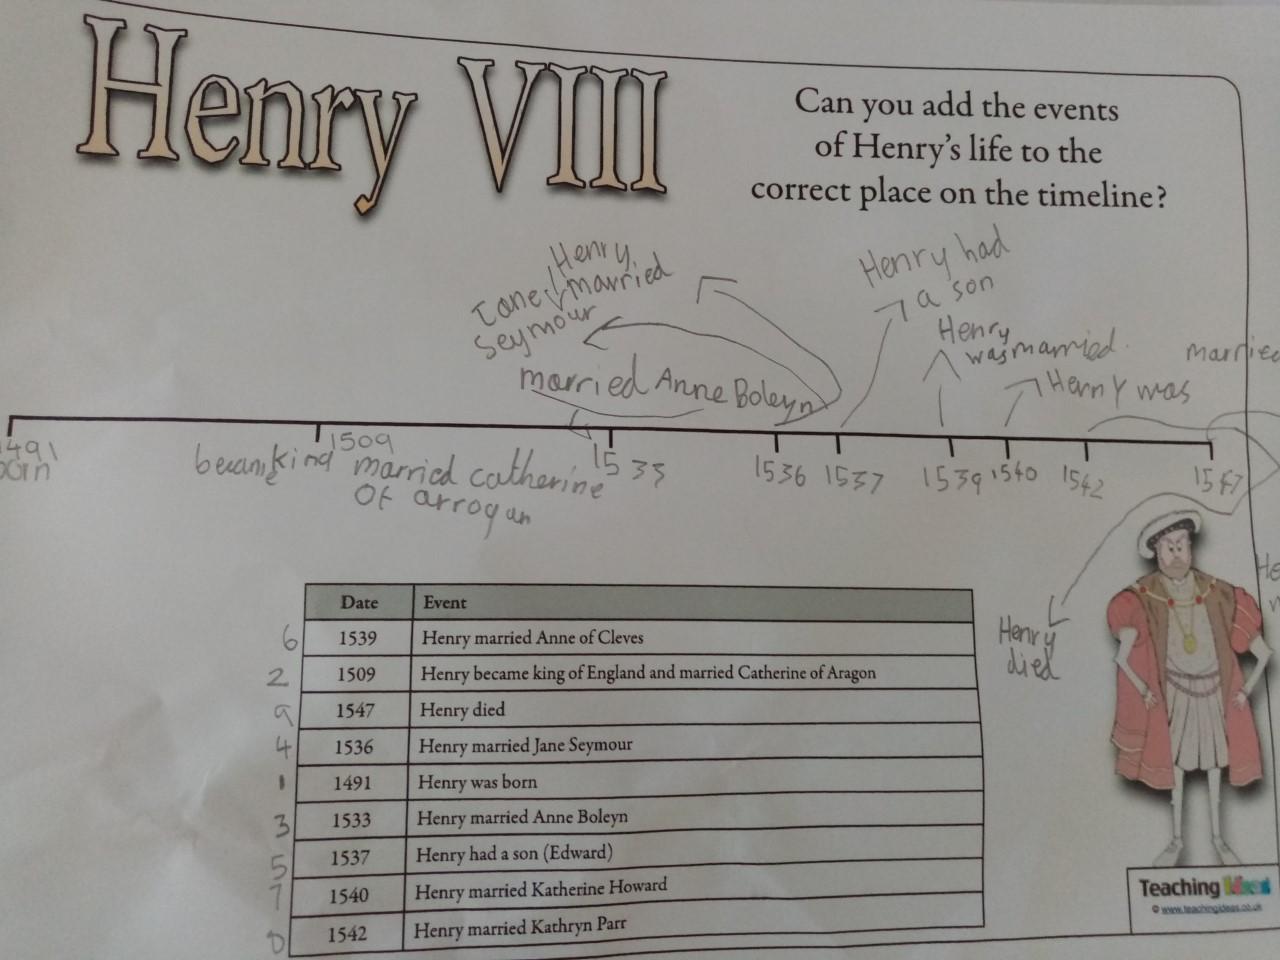 Henry VIII
Can you add the events
of Henry's life to the
correct place on the timeline?
Henry
married
Jane
Seymour
married Anne Boleyn
Henry had
a son
Henry
was married.
Henry was
married
1491
born
1509
became king
married catherine
of arrogan
1533
1536
1537
1539
1540
1542
1547
Henry
died
Date Event
6 1539 Henry married Anne of Cleves
2 1509 Henry became king of England and married Catherine of Aragon
9 1547 Henry died
4 1536 Henry married Jane Seymour
1 1491 Henry was born
3 1533 Henry married Anne Boleyn
5 1537 Henry had a son (Edward)
7 1540 Henry married Katherine Howard
8 1542 Henry married Kathryn Parr
Teaching Ideas
© www.teachingideas.co.uk